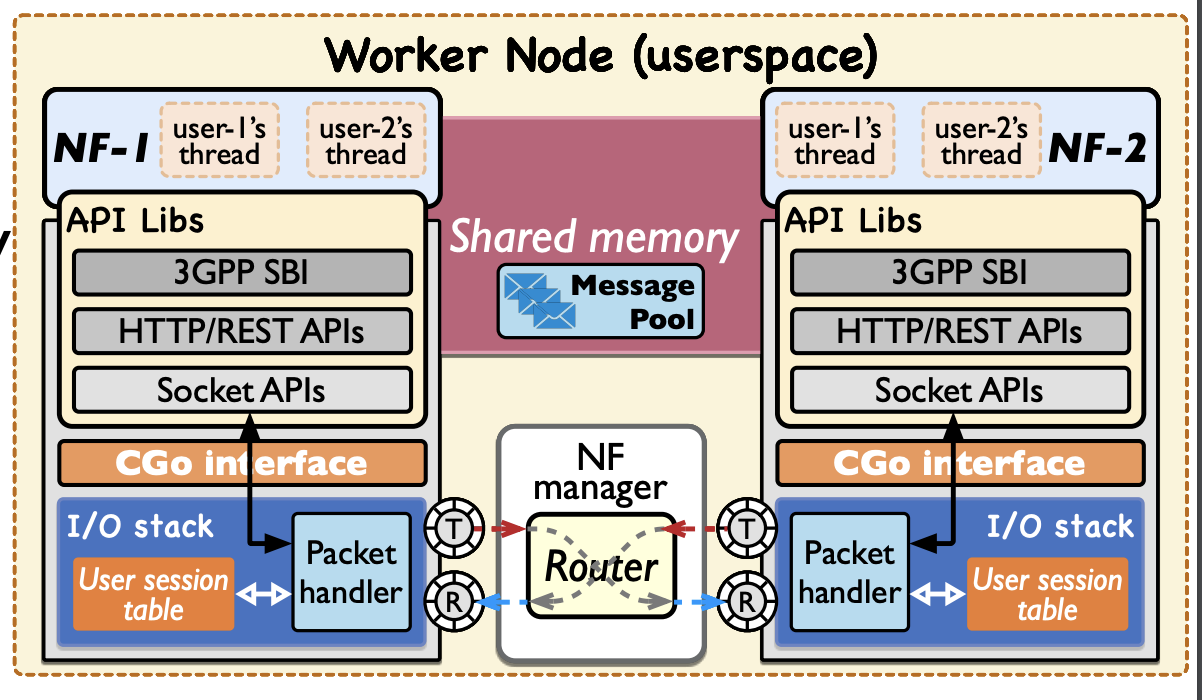 Worker Node (userspace)
NF-1
user-1's
thread
user-2's
thread
user-1's
thread
user-2's
thread
NF-2
y
API Libs
3GPP SBI
HTTP/REST APIs
Socket APIs
CGo interface
I/O stack
User session
table
Packet
handler
T
R
Shared memory
Message
Pool
NF
manager
Router
T
R
API Libs
3GPP SBI
HTTP/REST APIs
Socket APIs
CGo interface
I/O stack
Packet
handler
User session
table